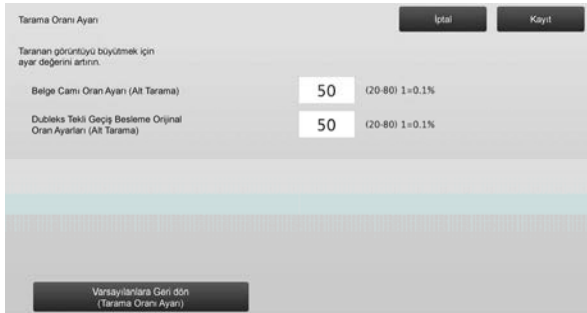 Tarama Oranı Ayarı
İptal
Kayıt
Taranan görüntüyü büyütmek için
ayar değerini artırın.
Belge Camı Oran Ayarı (Alt Tarama)
50
(20-80) 1=0.1%
Dubleks Tekli Geçiş Besleme Orijinal
Oran Ayarları (Alt Tarama)
50
(20-80) 1=0.1%
Varsayılanlara Geri dön
(Tarama Oranı Ayarı)